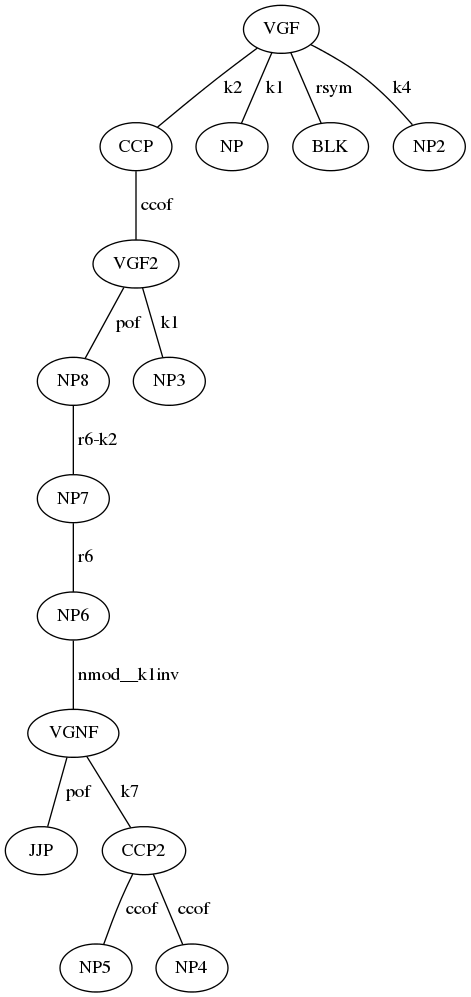 VGF
k2 k1 rsym k4
CCP NP BLK NP2
ccof
VGF2
pof k1
NP8 NP3
r6-k2
NP7
r6
NP6
nmod__k1inv
VGNF
pof k7
JJP CCP2
ccof ccof
NP5 NP4